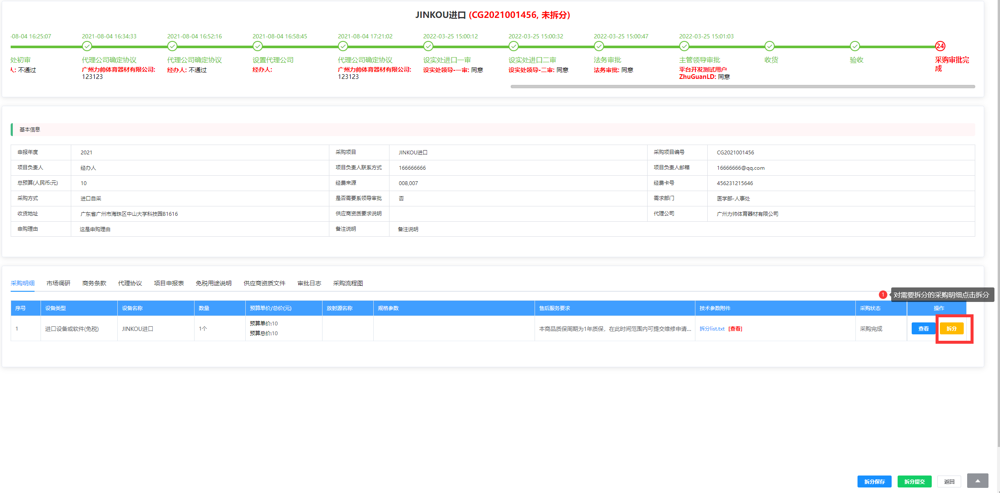 JINKOU进口 (CG2021001456, 未拆分)
-08-04 16:25:07 2021-08-04 16:34:33 2021-08-04 16:52:16 2021-08-04 16:58:45 2021-08-04 17:21:02 2022-03-25 15:00:12 2022-03-25 15:00:32 2022-03-25 15:00:47 2022-03-25 15:01:03
24
处初审 代理公司确定协议 代理公司确定协议 设置代理公司 代理公司确定协议 设实处进口一审 设实处进口二审 法务审批 主管领导审批 收货 验收 采购审批完
成
人: 不通过 广州力帅体育器材有限公司: 经办人: 不通过 经办人: 广州力帅体育器材有限公司: 设实处领导-一审: 同意 设实处领导-二审: 同意 法务审批: 同意 平台开发测试用户
123123 123123 ZhuGuanLD: 同意
基本信息
申报年度 2021 采购项目 JINKOU进口 采购项目编号 CG2021001456
项目负责人 经办人 项目负责人联系方式 166666666 项目负责人邮箱 16666666@qq.com
总预算(人民币:元) 10 经费来源 008,007 经费卡号 456231215646
采购方式 进口自采 是否需要系领导审批 否 需求部门 医学部-人事处
收货地址 广东省广州市海珠区中山大学科技园B1616 供应商资质要求说明 代理公司 广州力帅体育器材有限公司
申购理由 这是申购理由 备注说明 备注说明
采购明细 市场调研 商务条款 代理协议 项目申报表 免税用途说明 供应商资质文件 审批日志 采购流程图
1 对需要拆分的采购明细点击拆分
序号 设备类型 设备名称 数量 预算单价/总价(元) 放射源名称 规格参数 售后服务要求 技术参数附件 采购状态 操作
1 进口设备或软件(免税) JINKOU进口 1个 预算单价:10 本商品质保周期为1年质保，在此时间范围内可提交维修申请... 拆分list.txt [查看] 采购完成 查看 拆分
预算总价:10
拆分保存 拆分提交 返回